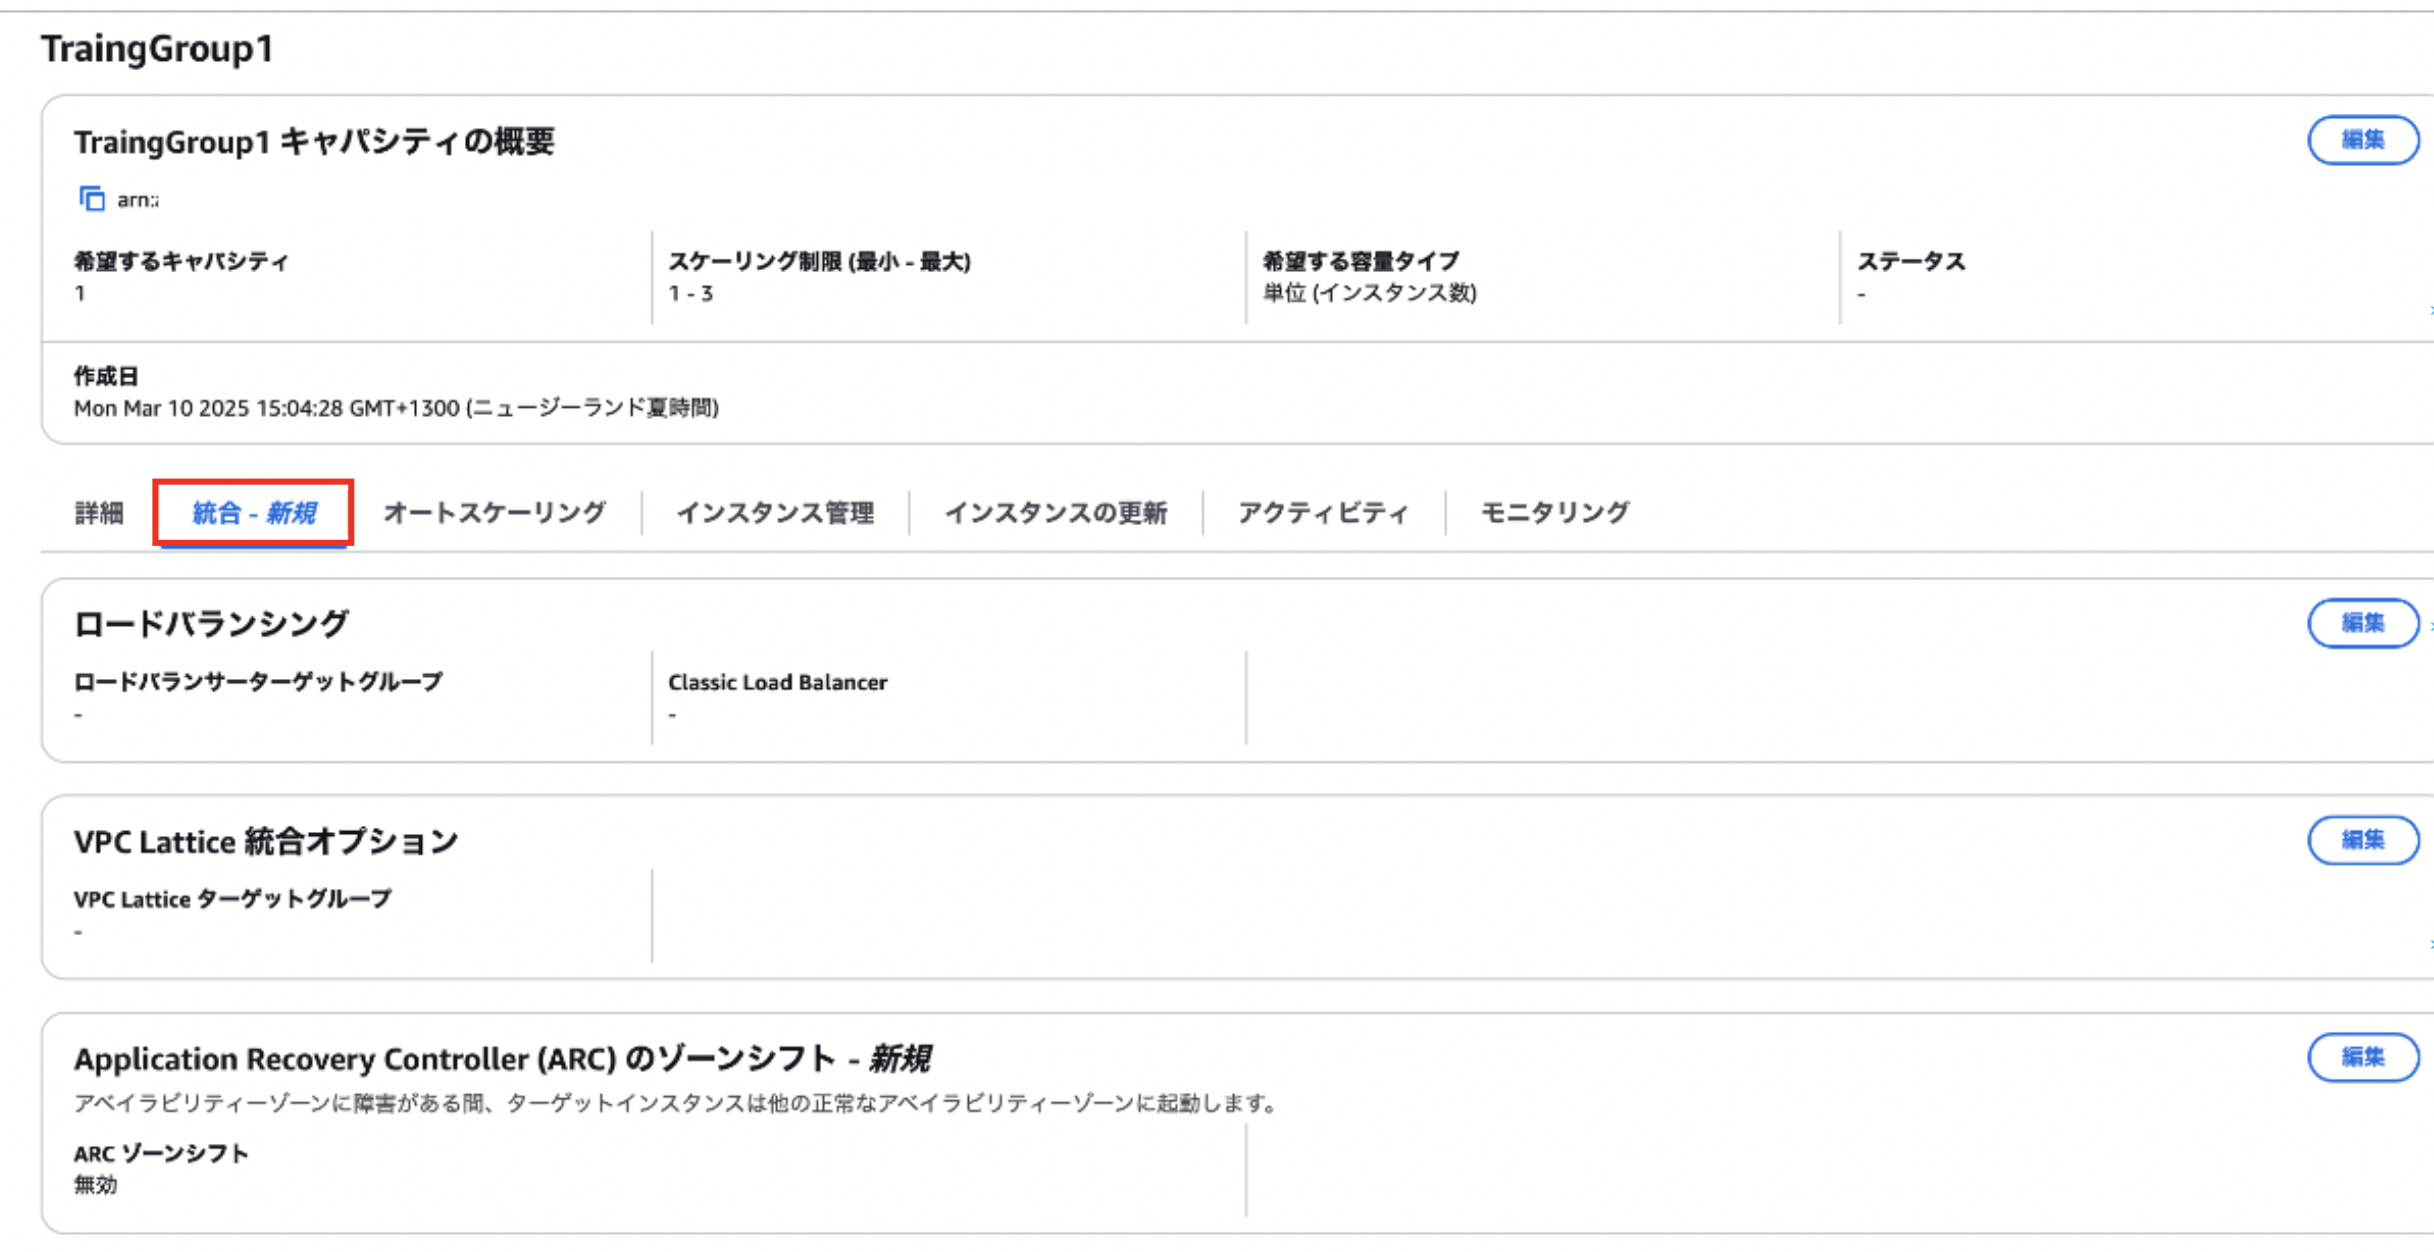 TraingGroup1
TraingGroup1 キャパシティの概要
編集
arn:
希望するキャパシティ
1
スケーリング制限 (最小 - 最大)
1 - 3
希望する容量タイプ
単位 (インスタンス数)
ステータス
-
作成日
Mon Mar 10 2025 15:04:28 GMT+1300 (ニュージーランド夏時間)
詳細 統合 - 新規 オートスケーリング インスタンス管理 インスタンスの更新 アクティビティ モニタリング
ロードバランシング
編集
ロードバランサーターゲットグループ
-
Classic Load Balancer
-
VPC Lattice 統合オプション
編集
VPC Lattice ターゲットグループ
-
Application Recovery Controller (ARC) のゾーンシフト - 新規
編集
アベイラビリティーゾーンに障害がある間、ターゲットインスタンスは他の正常なアベイラビリティーゾーンに起動します。
ARC ゾーンシフト
無効